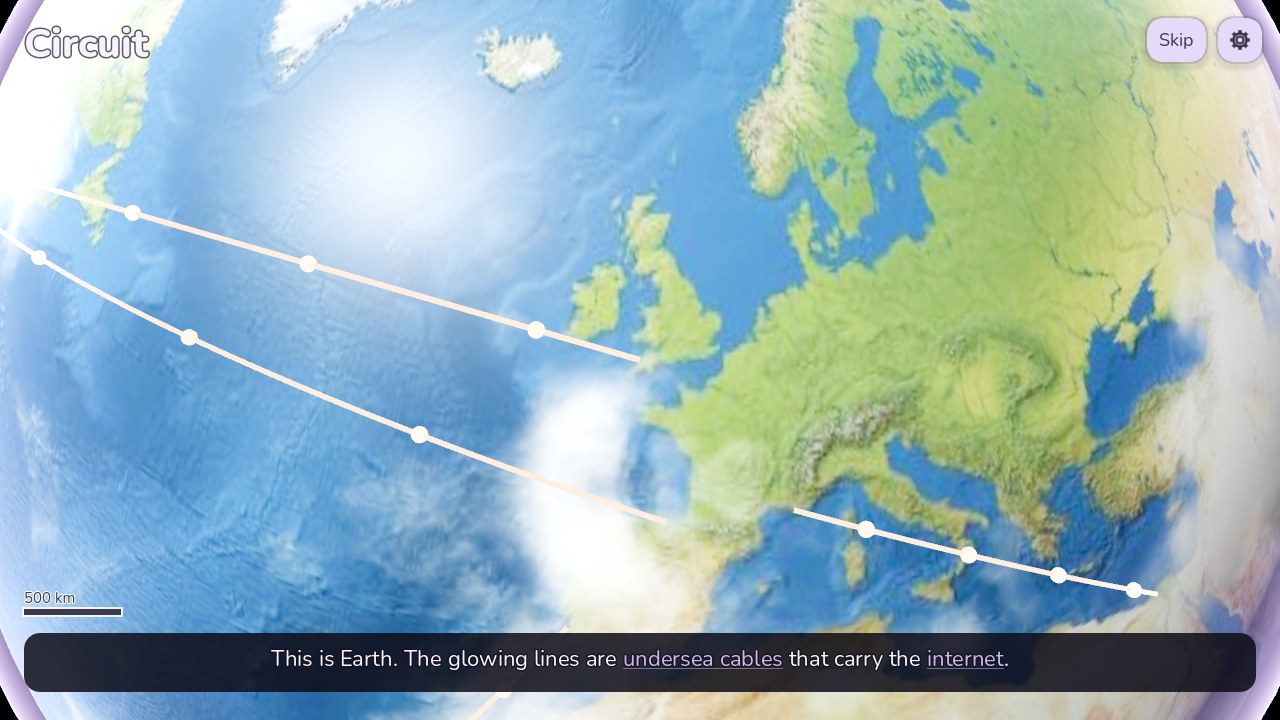 Circuit
Skip
500 km
This is Earth. The glowing lines are undersea cables that carry the internet.